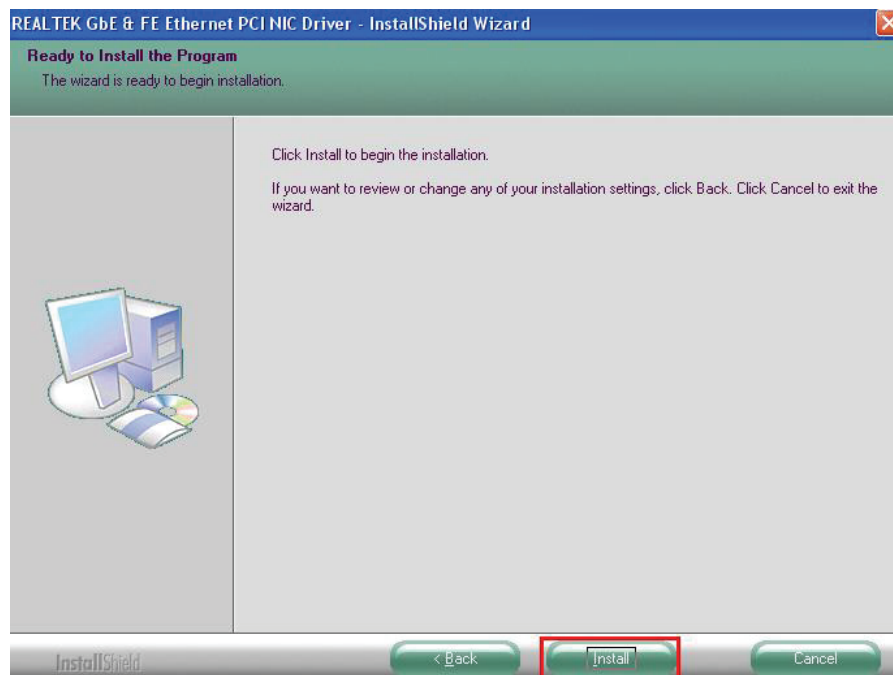 REALTEK GbE & FE Ethernet PCI NIC Driver - InstallShield Wizard
Ready to Install the Program
The wizard is ready to begin installation.
Click Install to begin the installation.
If you want to review or change any of your installation settings, click Back. Click Cancel to exit the
wizard.
InstallShield
< Back
Install
Cancel